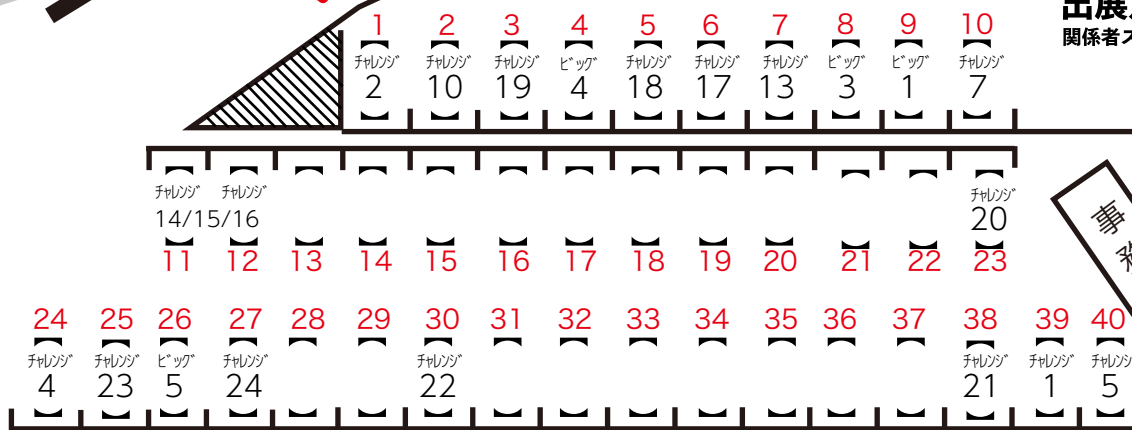 出展
関係者ス
1 2 3 4 5 6 7 8 9 10
チャレンジ チャレンジ チャレンジ ビッグ チャレンジ チャレンジ チャレンジ ビッグ ビッグ チャレンジ
2 10 19 4 18 17 13 3 1 7
チャレンジ チャレンジ チャレンジ
14/15/16 20
11 12 13 14 15 16 17 18 19 20 21 22 23
事務
24 25 26 27 28 29 30 31 32 33 34 35 36 37 38 39 40
チャレンジ チャレンジ ビッグ チャレンジ チャレンジ チャレンジ チャレンジ チャレンジ
4 23 5 24 22 21 1 5